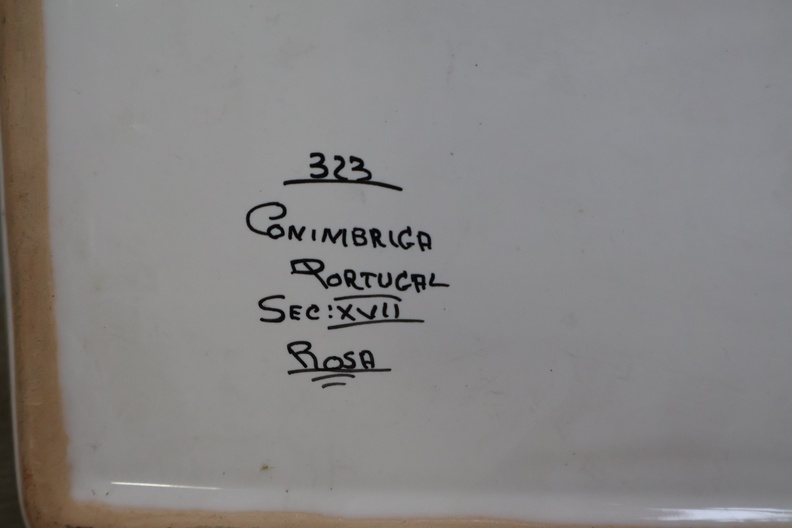 323
CONIMBRIGA
PORTUGAL
SEC: XVII
ROSA